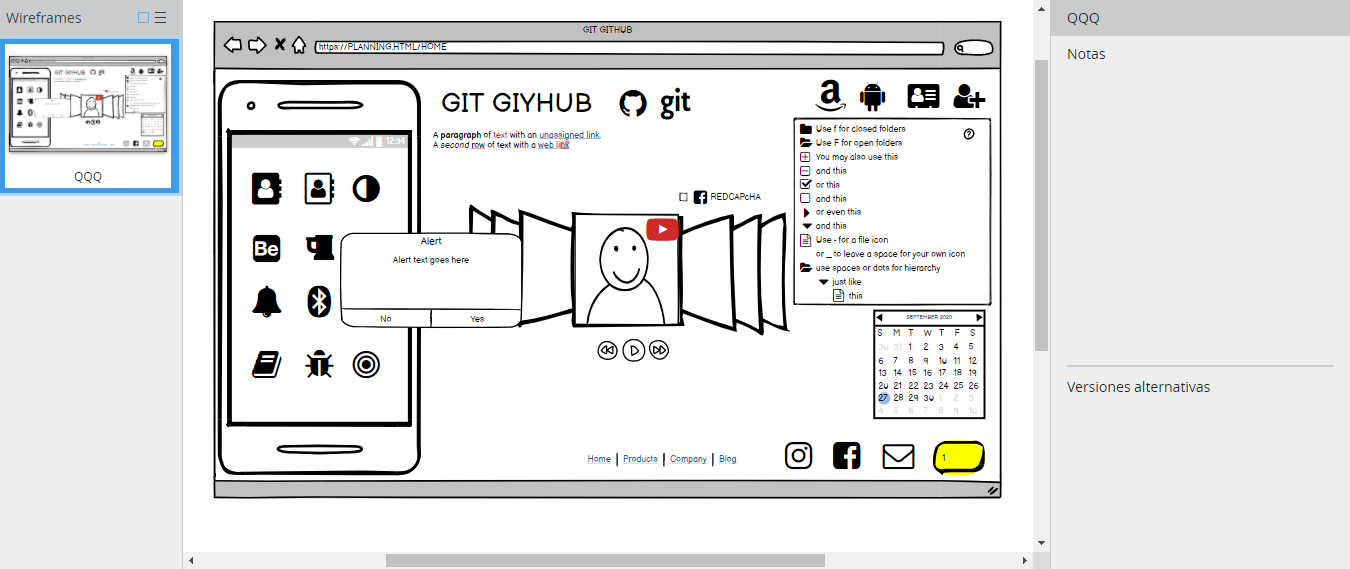 Wireframes
QQQ
QQQ
Notas
Versiones alternativas
GIT GITHUB
https://PLANNING.HTML/HOME
GIT GIYHUB
git
A paragraph of text with an unassigned link.
A second row of text with a web link
12:34
Be
Alert
Alert text goes here
No
Yes
REDCAPcHA
Use f for closed folders
Use F for open folders
You may also use this
and this
or this
and this
or even this
and this
Use - for a file icon
or _ to leave a space for your own icon
use spaces or dots for hierarchy
just like
this
SEPTEMBER 2020
S M T W T F S
30 31 1 2 3 4 5
6 7 8 9 10 11 12
13 14 15 16 17 18 19
20 21 22 23 24 25 26
27 28 29 30 1 2 3
4 5 6 7 8 9 10
Home | Products | Company | Blog
1